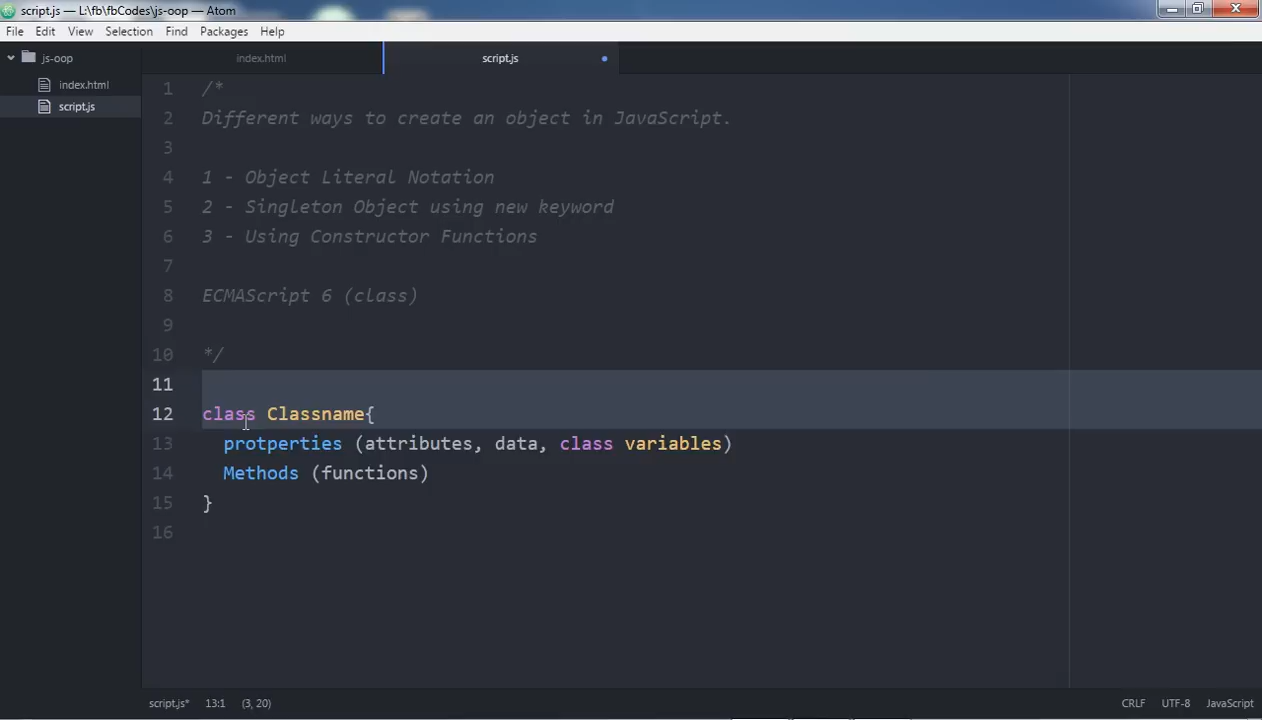 script.js — L:\fb\fbCodes\js-oop — Atom
File Edit View Selection Find Packages Help
js-oop
index.html
script.js
index.html
script.js
1 /*
2 Different ways to create an object in JavaScript.
3
4 1 - Object Literal Notation
5 2 - Singleton Object using new keyword
6 3 - Using Constructor Functions
7
8 ECMAScript 6 (class)
9
10 */
11
12 class Classname{
13 protperties (attributes, data, class variables)
14 Methods (functions)
15 }
16
script.js* 13:1 (3, 20) CRLF UTF-8 JavaScript